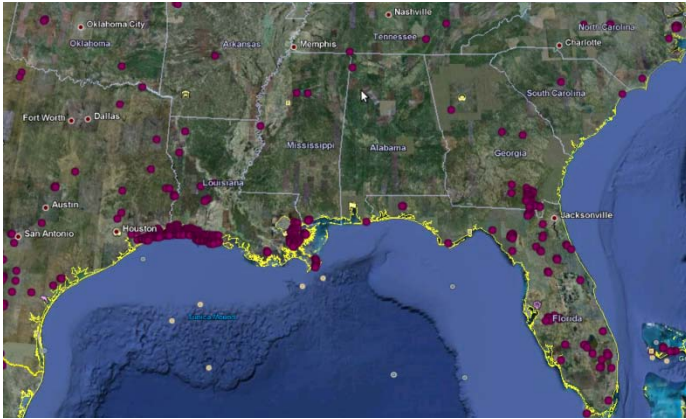 Nashville
Oklahoma City
North Carolina
Oklahoma
Arkansas
Memphis
Tennessee
Charlotte
South Carolina
Fort Worth
Dallas
Mississippi
Alabama
Georgia
Louisiana
Austin
Jacksonville
San Antonio
Houston
Florida